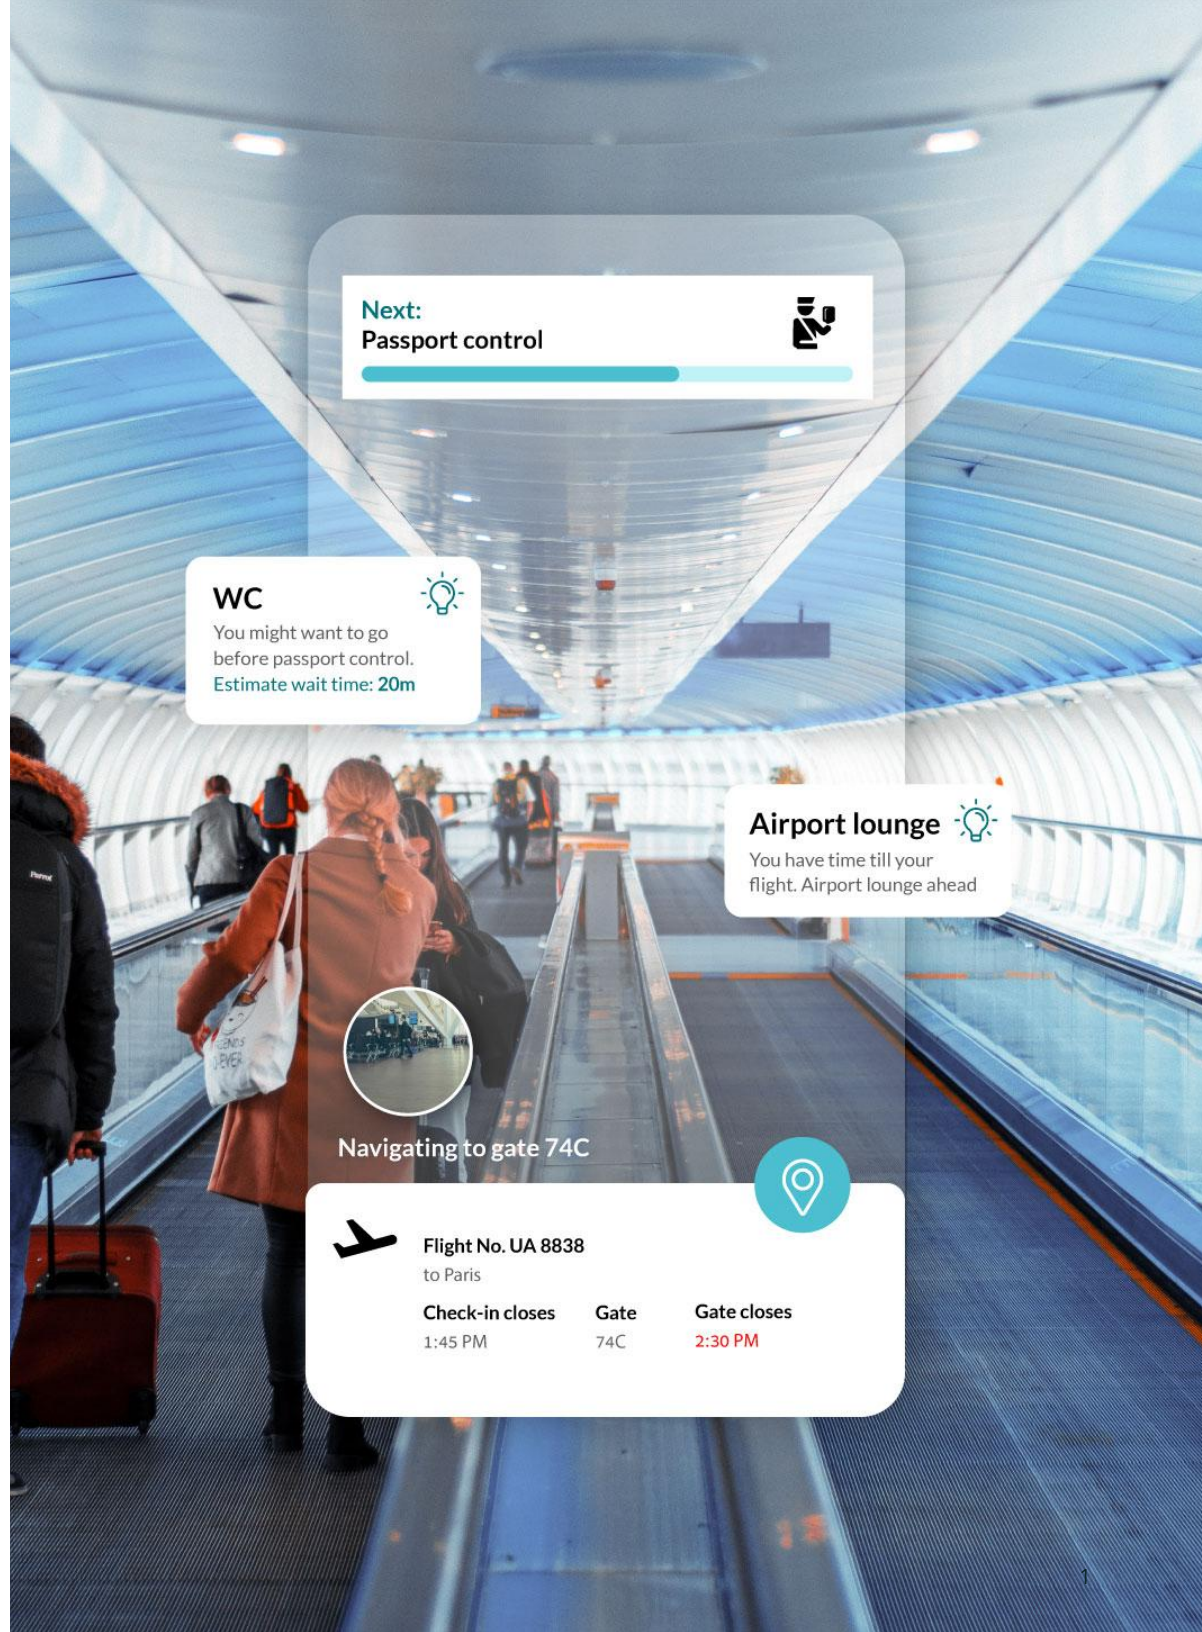 Next:
Passport control
WC
You might want to go
before passport control.
Estimate wait time: 20m
Airport lounge
You have time till your
flight. Airport lounge ahead
Parrot
Navigating to gate 74C
Flight No. UA 8838
to Paris
Check-in closes Gate Gate closes
1:45 PM 74C 2:30 PM
1